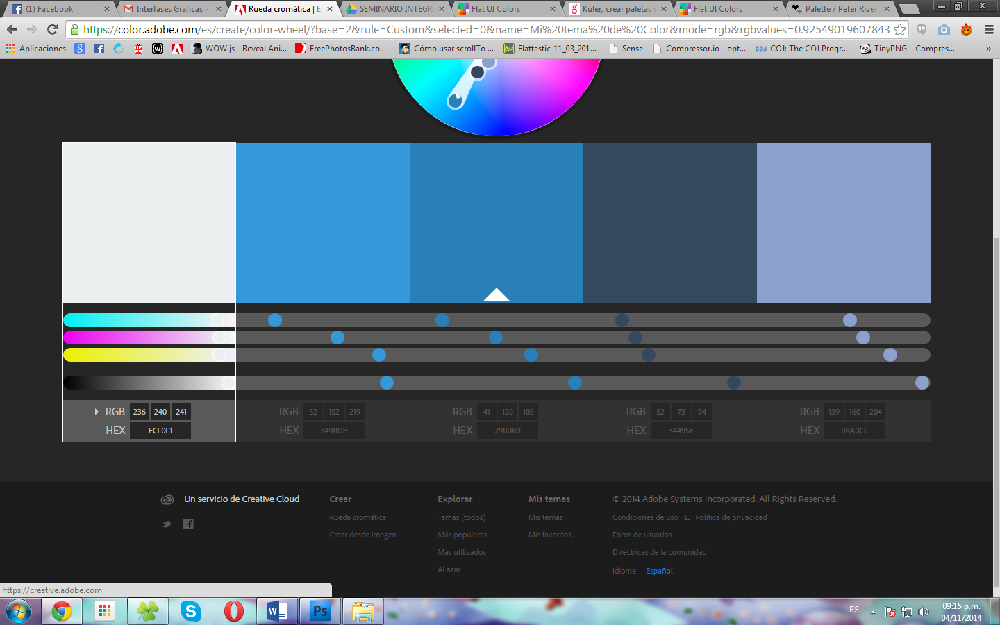 (1) Facebook
Interfases Graficas -
Rueda cromática | E
SEMINARIO INTEGR
Flat UI Colors
Kuler, crear paletas
Flat UI Colors
Palette / Peter River
https://color.adobe.com/es/create/color-wheel/?base=2&rule=Custom&selected=0&name=Mi%20tema%20de%20Color&mode=rgb&rgbvalues=0.92549019607843
Aplicaciones
WOW.js - Reveal Ani...
FreePhotosBank.co...
Cómo usar scrollTo ...
Flattastic-11_03_201...
Sense
Compressor.io - opt...
COJ: The COJ Progr...
TinyPNG – Compres...
»
RGB 236 240 241
HEX ECF0F1
RGB 52 152 219
HEX 3498DB
RGB 41 128 185
HEX 2980B9
RGB 52 73 94
HEX 34495E
RGB 139 160 204
HEX 8BA0CC
Un servicio de Creative Cloud
Crear
Rueda cromática
Crear desde imagen
Explorar
Temas (todos)
Más populares
Más utilizados
Al azar
Mis temas
Mis temas
Mis favoritos
© 2014 Adobe Systems Incorporated. All Rights Reserved.
Condiciones de uso & Política de privacidad
Foros de usuarios
Directrices de la comunidad
Idioma: Español
https://creative.adobe.com
Ps
ES
09:15 p.m.
04/11/2014